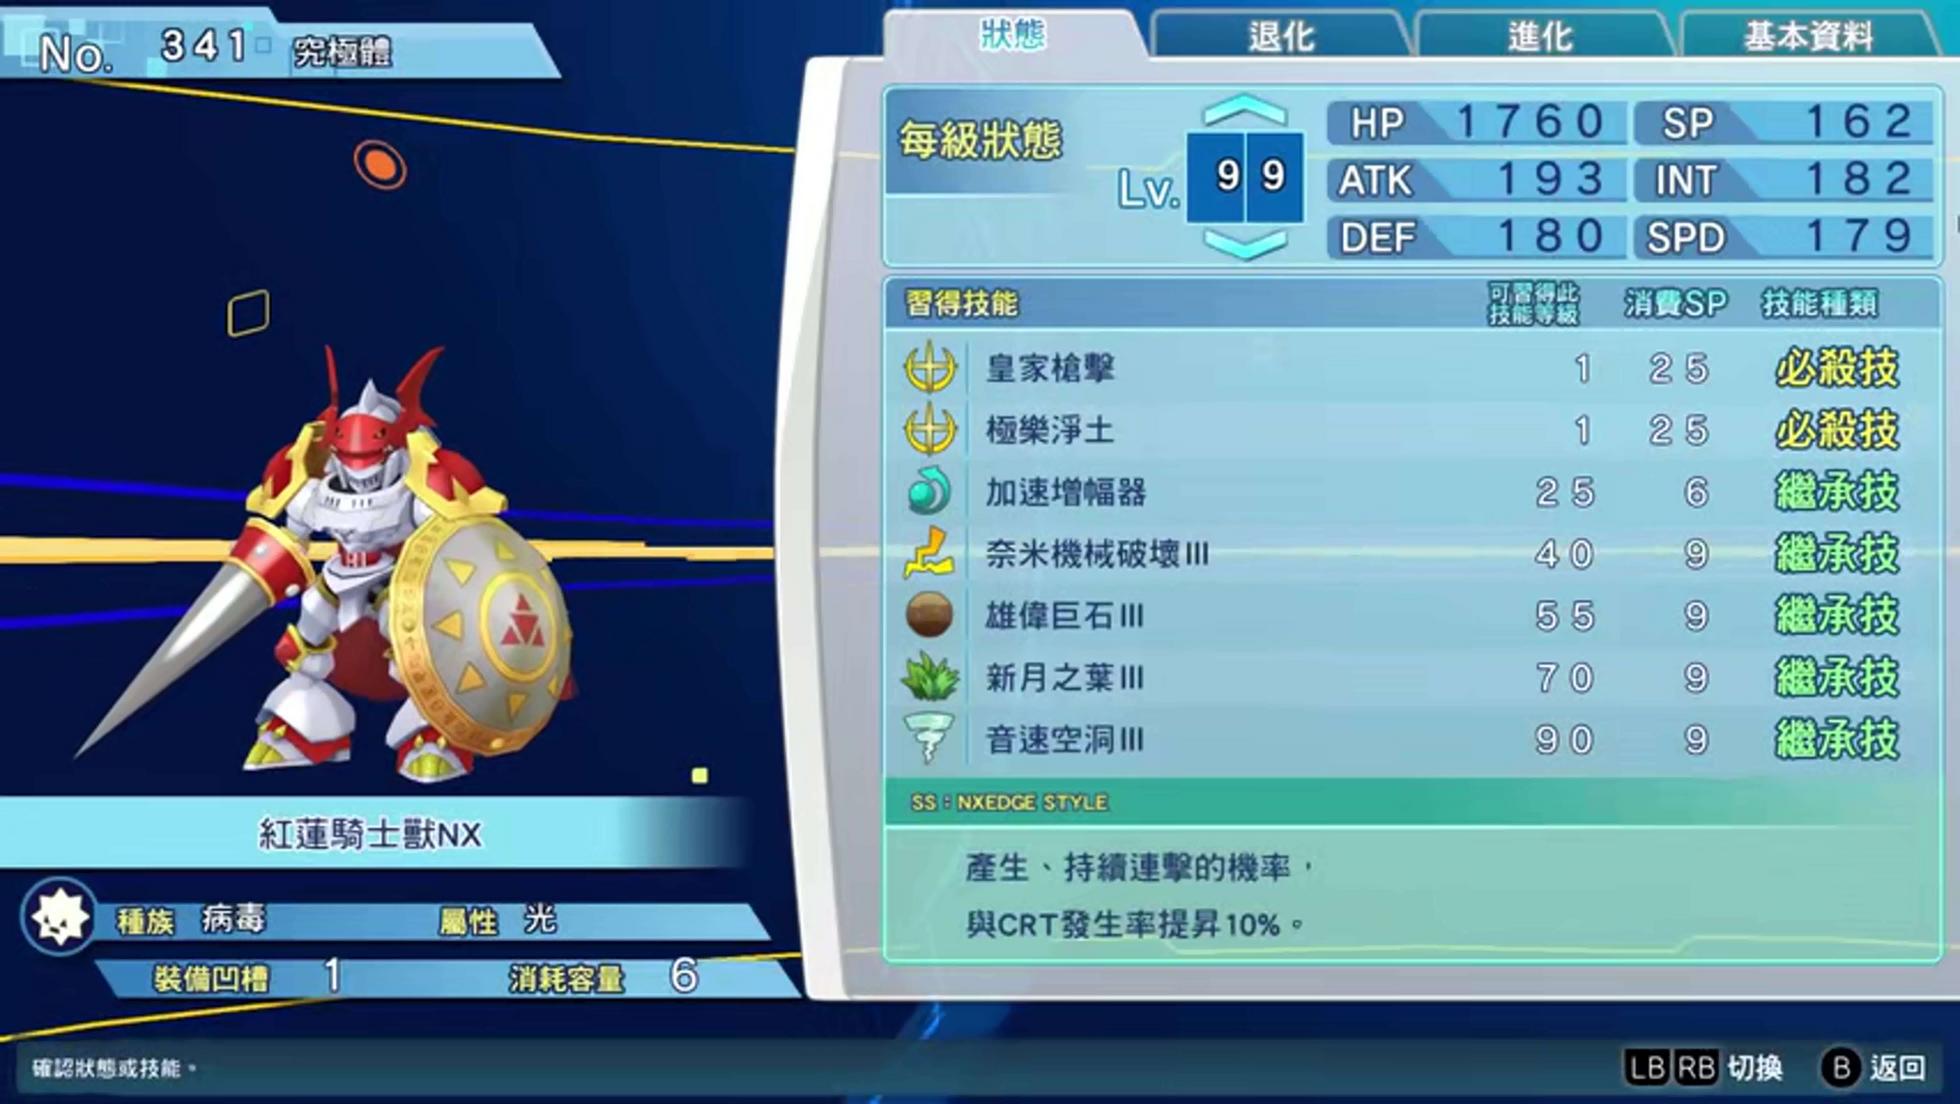 No. 341 究極體
紅蓮騎士獸NX
種族 病毒 屬性 光
裝備凹槽 1 消耗容量 6
狀態 退化 進化 基本資料
每級狀態 Lv. 99
HP 1760 SP 162
ATK 193 INT 182
DEF 180 SPD 179
習得技能 可習得此技能等級 消費SP 技能種類
皇家槍擊 1 25 必殺技
極樂淨土 1 25 必殺技
加速增幅器 25 6 繼承技
奈米機械破壞III 40 9 繼承技
雄偉巨石III 55 9 繼承技
新月之葉III 70 9 繼承技
音速空洞III 90 9 繼承技
SS：NXEDGE STYLE
產生、持續連擊的機率，
與CRT發生率提昇10%。
確認狀態或技能。
LB RB 切換 B 返回